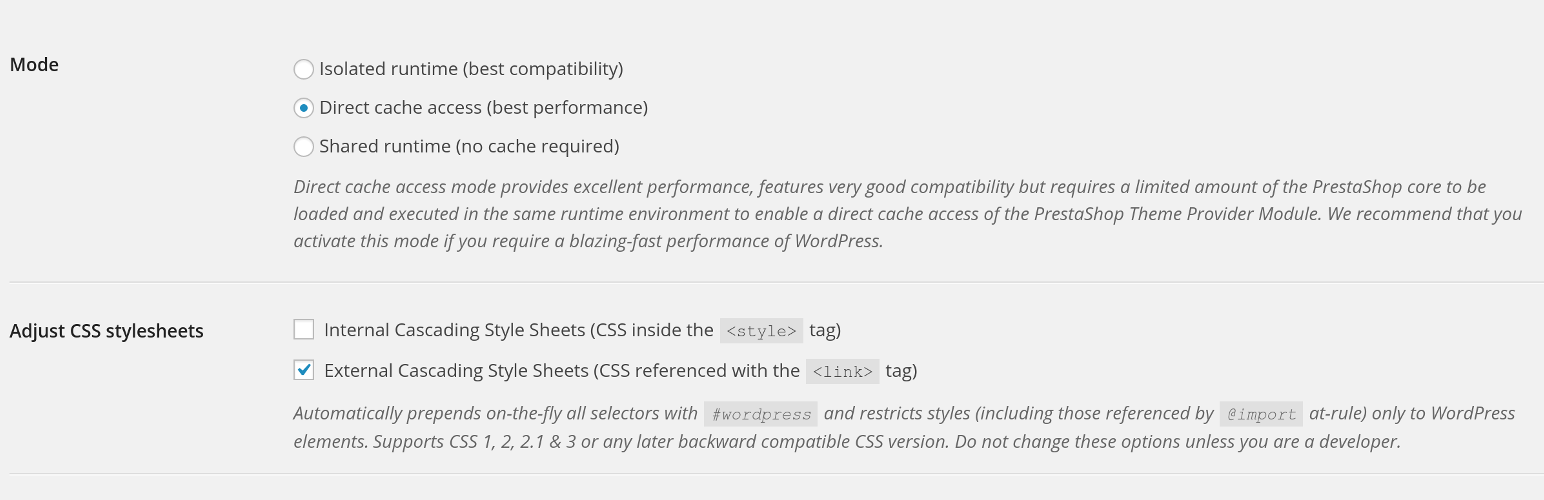 Mode
Isolated runtime (best compatibility)
Direct cache access (best performance)
Shared runtime (no cache required)
Direct cache access mode provides excellent performance, features very good compatibility but requires a limited amount of the PrestaShop core to be
loaded and executed in the same runtime environment to enable a direct cache access of the PrestaShop Theme Provider Module. We recommend that you
activate this mode if you require a blazing-fast performance of WordPress.
Adjust CSS stylesheets
Internal Cascading Style Sheets (CSS inside the <style> tag)
External Cascading Style Sheets (CSS referenced with the <link> tag)
Automatically prepends on-the-fly all selectors with #wordpress and restricts styles (including those referenced by @import at-rule) only to WordPress
elements. Supports CSS 1, 2, 2.1 & 3 or any later backward compatible CSS version. Do not change these options unless you are a developer.